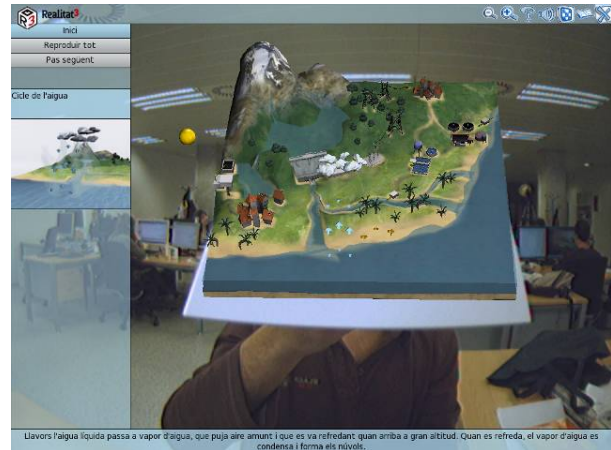 Realitat3
Inici
Reproduir tot
Pas següent
Cicle de l'aigua
Llavors l'aigua líquida passa a vapor d'aigua, que puja aire amunt i que es va refredant quan arriba a gran altitud. Quan es refreda, el vapor d'aigua es
condensa i forma els núvols.